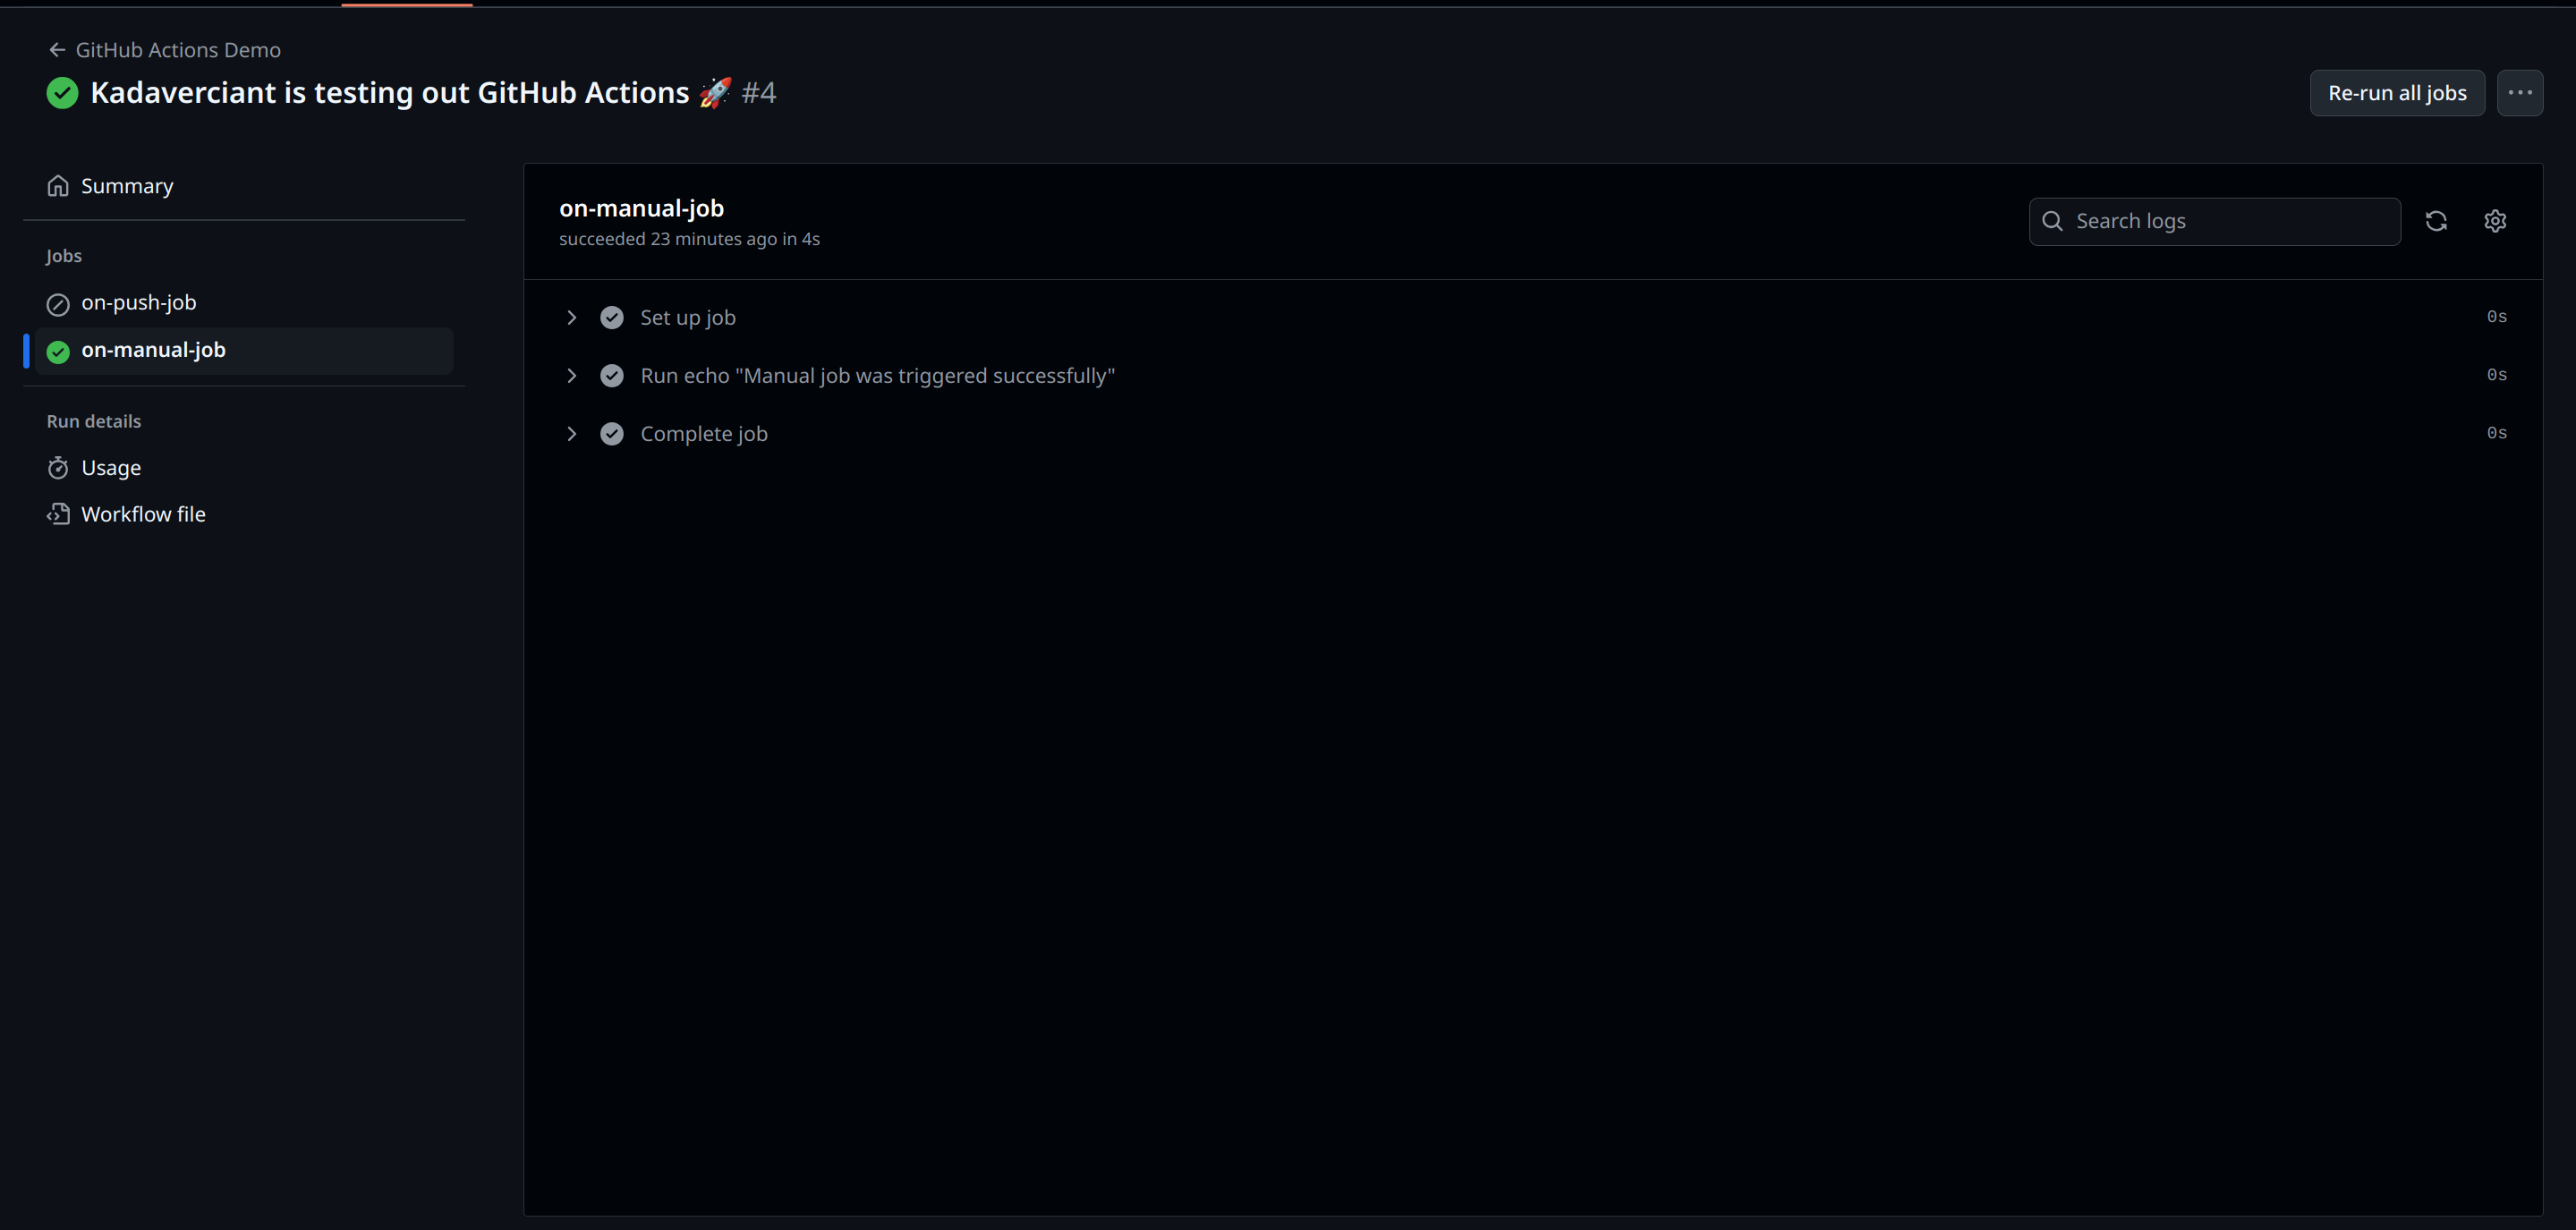 GitHub Actions Demo
Kadaverciant is testing out GitHub Actions 🚀 #4
Re-run all jobs
Summary
Jobs
on-push-job
on-manual-job
Run details
Usage
Workflow file
on-manual-job
succeeded 23 minutes ago in 4s
Search logs
Set up job 0s
Run echo "Manual job was triggered successfully" 0s
Complete job 0s